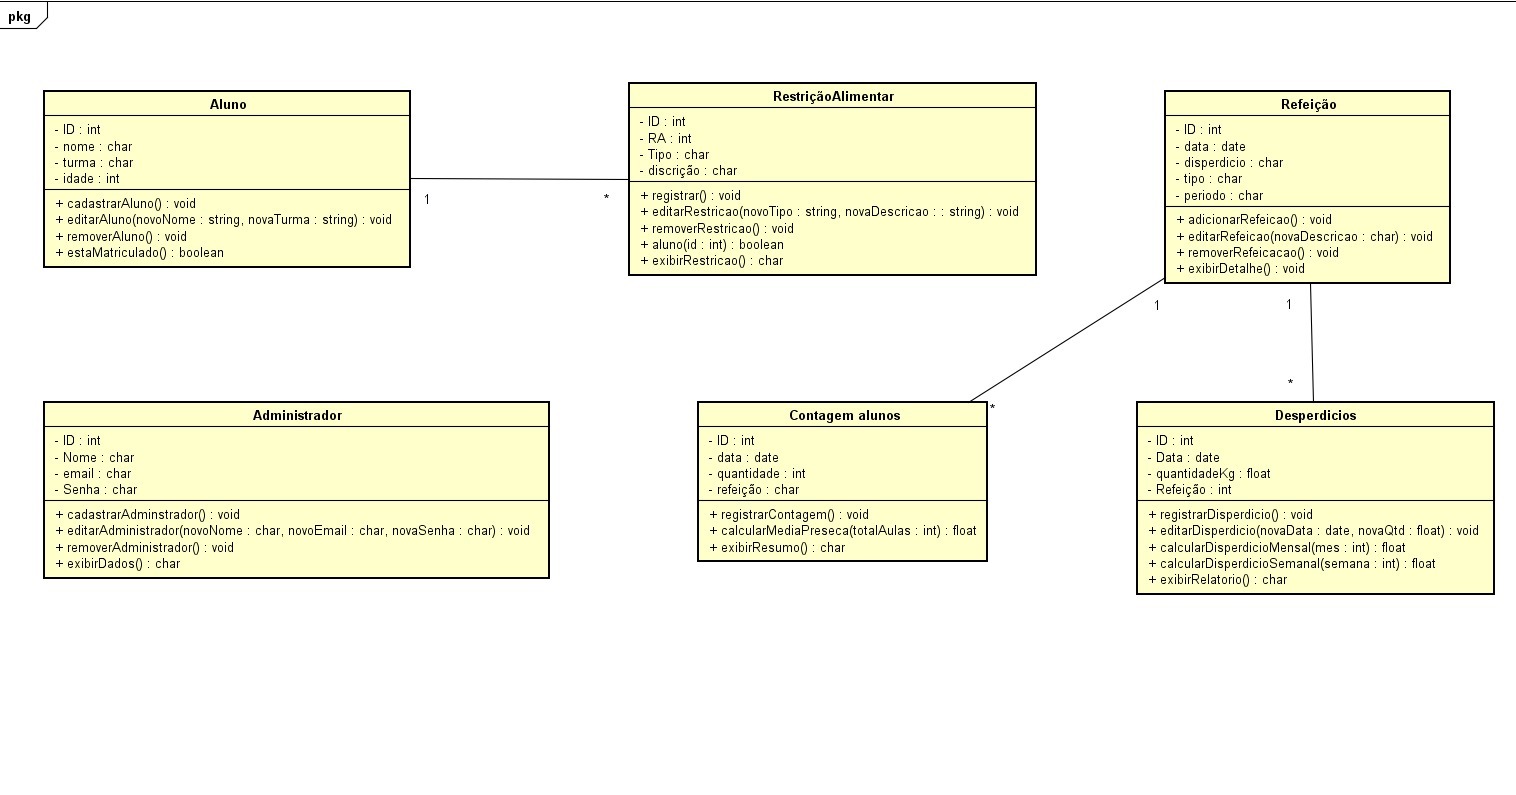 pkg
Aluno
- ID : int
- nome : char
- turma : char
- idade : int
+ cadastrarAluno() : void
+ editarAluno(novoNome : string, novaTurma : string) : void
+ removerAluno() : void
+ estaMatriculado() : boolean
1
*
RestriçãoAlimentar
- ID : int
- RA : int
- Tipo : char
- discrição : char
+ registrar() : void
+ editarRestricao(novoTipo : string, novaDescricao : : string) : void
+ removerRestricao() : void
+ aluno(id : int) : boolean
+ exibirRestricao() : char
Refeição
- ID : int
- data : date
- disperdicio : char
- tipo : char
- periodo : char
+ adicionarRefeicao() : void
+ editarRefeicao(novaDescricao : char) : void
+ removerRefeicacao() : void
+ exibirDetalhe() : void
1
1
*
*
Administrador
- ID : int
- Nome : char
- email : char
- Senha : char
+ cadastrarAdminstrador() : void
+ editarAdministrador(novoNome : char, novoEmail : char, novaSenha : char) : void
+ removerAdministrador() : void
+ exibirDados() : char
Contagem alunos
- ID : int
- data : date
- quantidade : int
- refeição : char
+ registrarContagem() : void
+ calcularMediaPreseca(totalAulas : int) : float
+ exibirResumo() : char
Desperdicios
- ID : int
- Data : date
- quantidadeKg : float
- Refeição : int
+ registrarDisperdicio() : void
+ editarDisperdicio(novaData : date, novaQtd : float) : void
+ calcularDisperdicioMensal(mes : int) : float
+ calcularDisperdicioSemanal(semana : int) : float
+ exibirRelatorio() : char